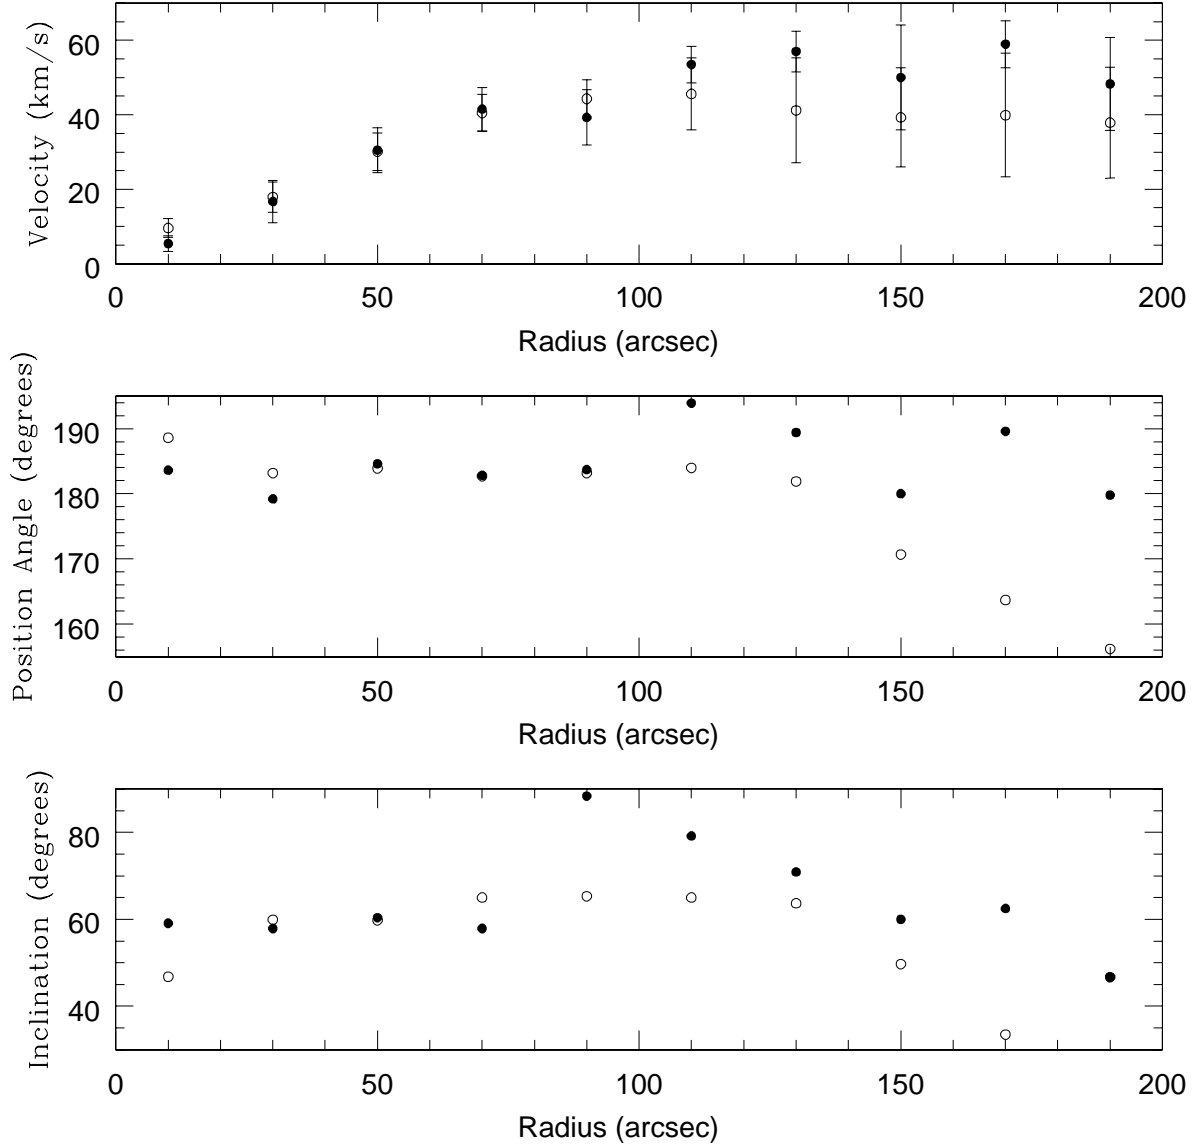 Velocity (km/s)
60
40
20
0
0 50 100 150 200
Radius (arcsec)
Position Angle (degrees)
190
180
170
160
0 50 100 150 200
Radius (arcsec)
Inclination (degrees)
80
60
40
0 50 100 150 200
Radius (arcsec)